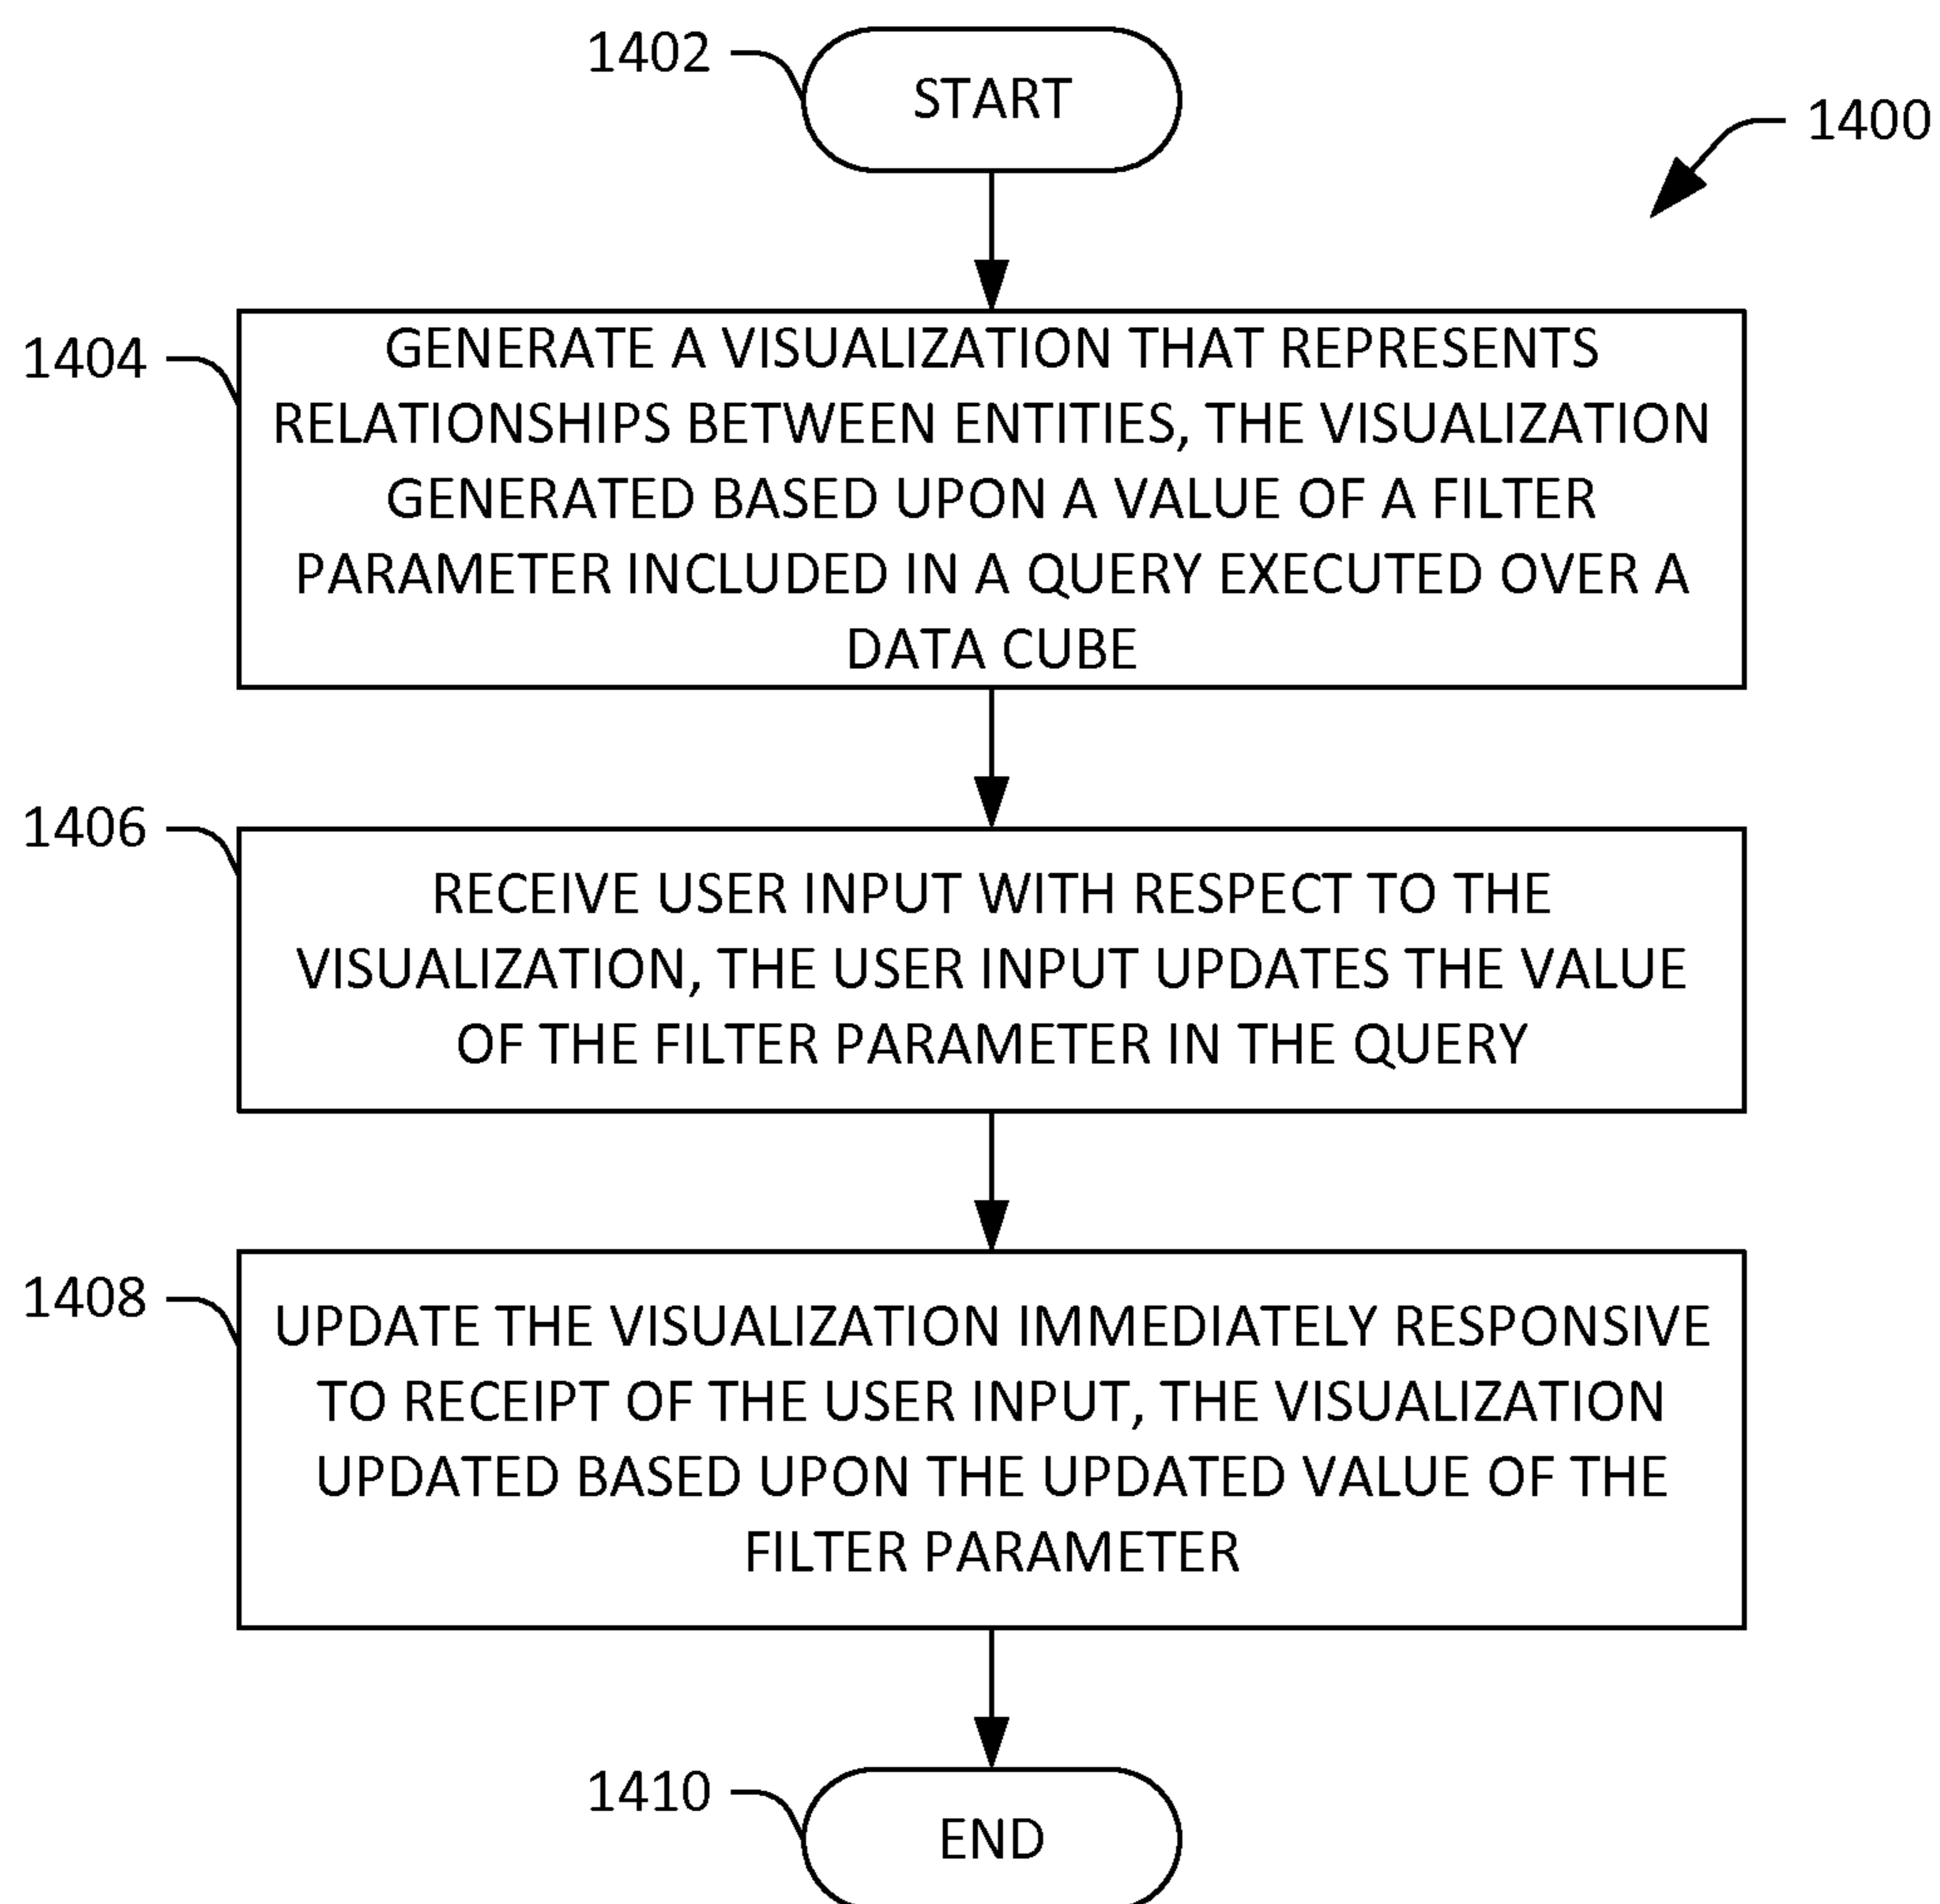 1402
START
1400
1404
GENERATE A VISUALIZATION THAT REPRESENTS
RELATIONSHIPS BETWEEN ENTITIES, THE VISUALIZATION
GENERATED BASED UPON A VALUE OF A FILTER
PARAMETER INCLUDED IN A QUERY EXECUTED OVER A
DATA CUBE
1406
RECEIVE USER INPUT WITH RESPECT TO THE
VISUALIZATION, THE USER INPUT UPDATES THE VALUE
OF THE FILTER PARAMETER IN THE QUERY
1408
UPDATE THE VISUALIZATION IMMEDIATELY RESPONSIVE
TO RECEIPT OF THE USER INPUT, THE VISUALIZATION
UPDATED BASED UPON THE UPDATED VALUE OF THE
FILTER PARAMETER
1410
END